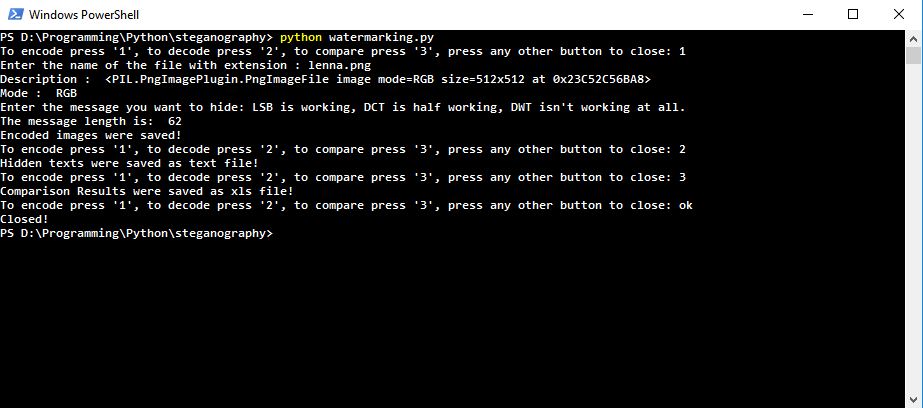 Windows PowerShell
PS D:\Programming\Python\steganography> python watermarking.py
To encode press '1', to decode press '2', to compare press '3', press any other button to close: 1
Enter the name of the file with extension : lenna.png
Description :  <PIL.PngImagePlugin.PngImageFile image mode=RGB size=512x512 at 0x23C52C56BA8>
Mode :  RGB
Enter the message you want to hide: LSB is working, DCT is half working, DWT isn't working at all.
The message length is:  62
Encoded images were saved!
To encode press '1', to decode press '2', to compare press '3', press any other button to close: 2
Hidden texts were saved as text file!
To encode press '1', to decode press '2', to compare press '3', press any other button to close: 3
Comparison Results were saved as xls file!
To encode press '1', to decode press '2', to compare press '3', press any other button to close: ok
Closed!
PS D:\Programming\Python\steganography>